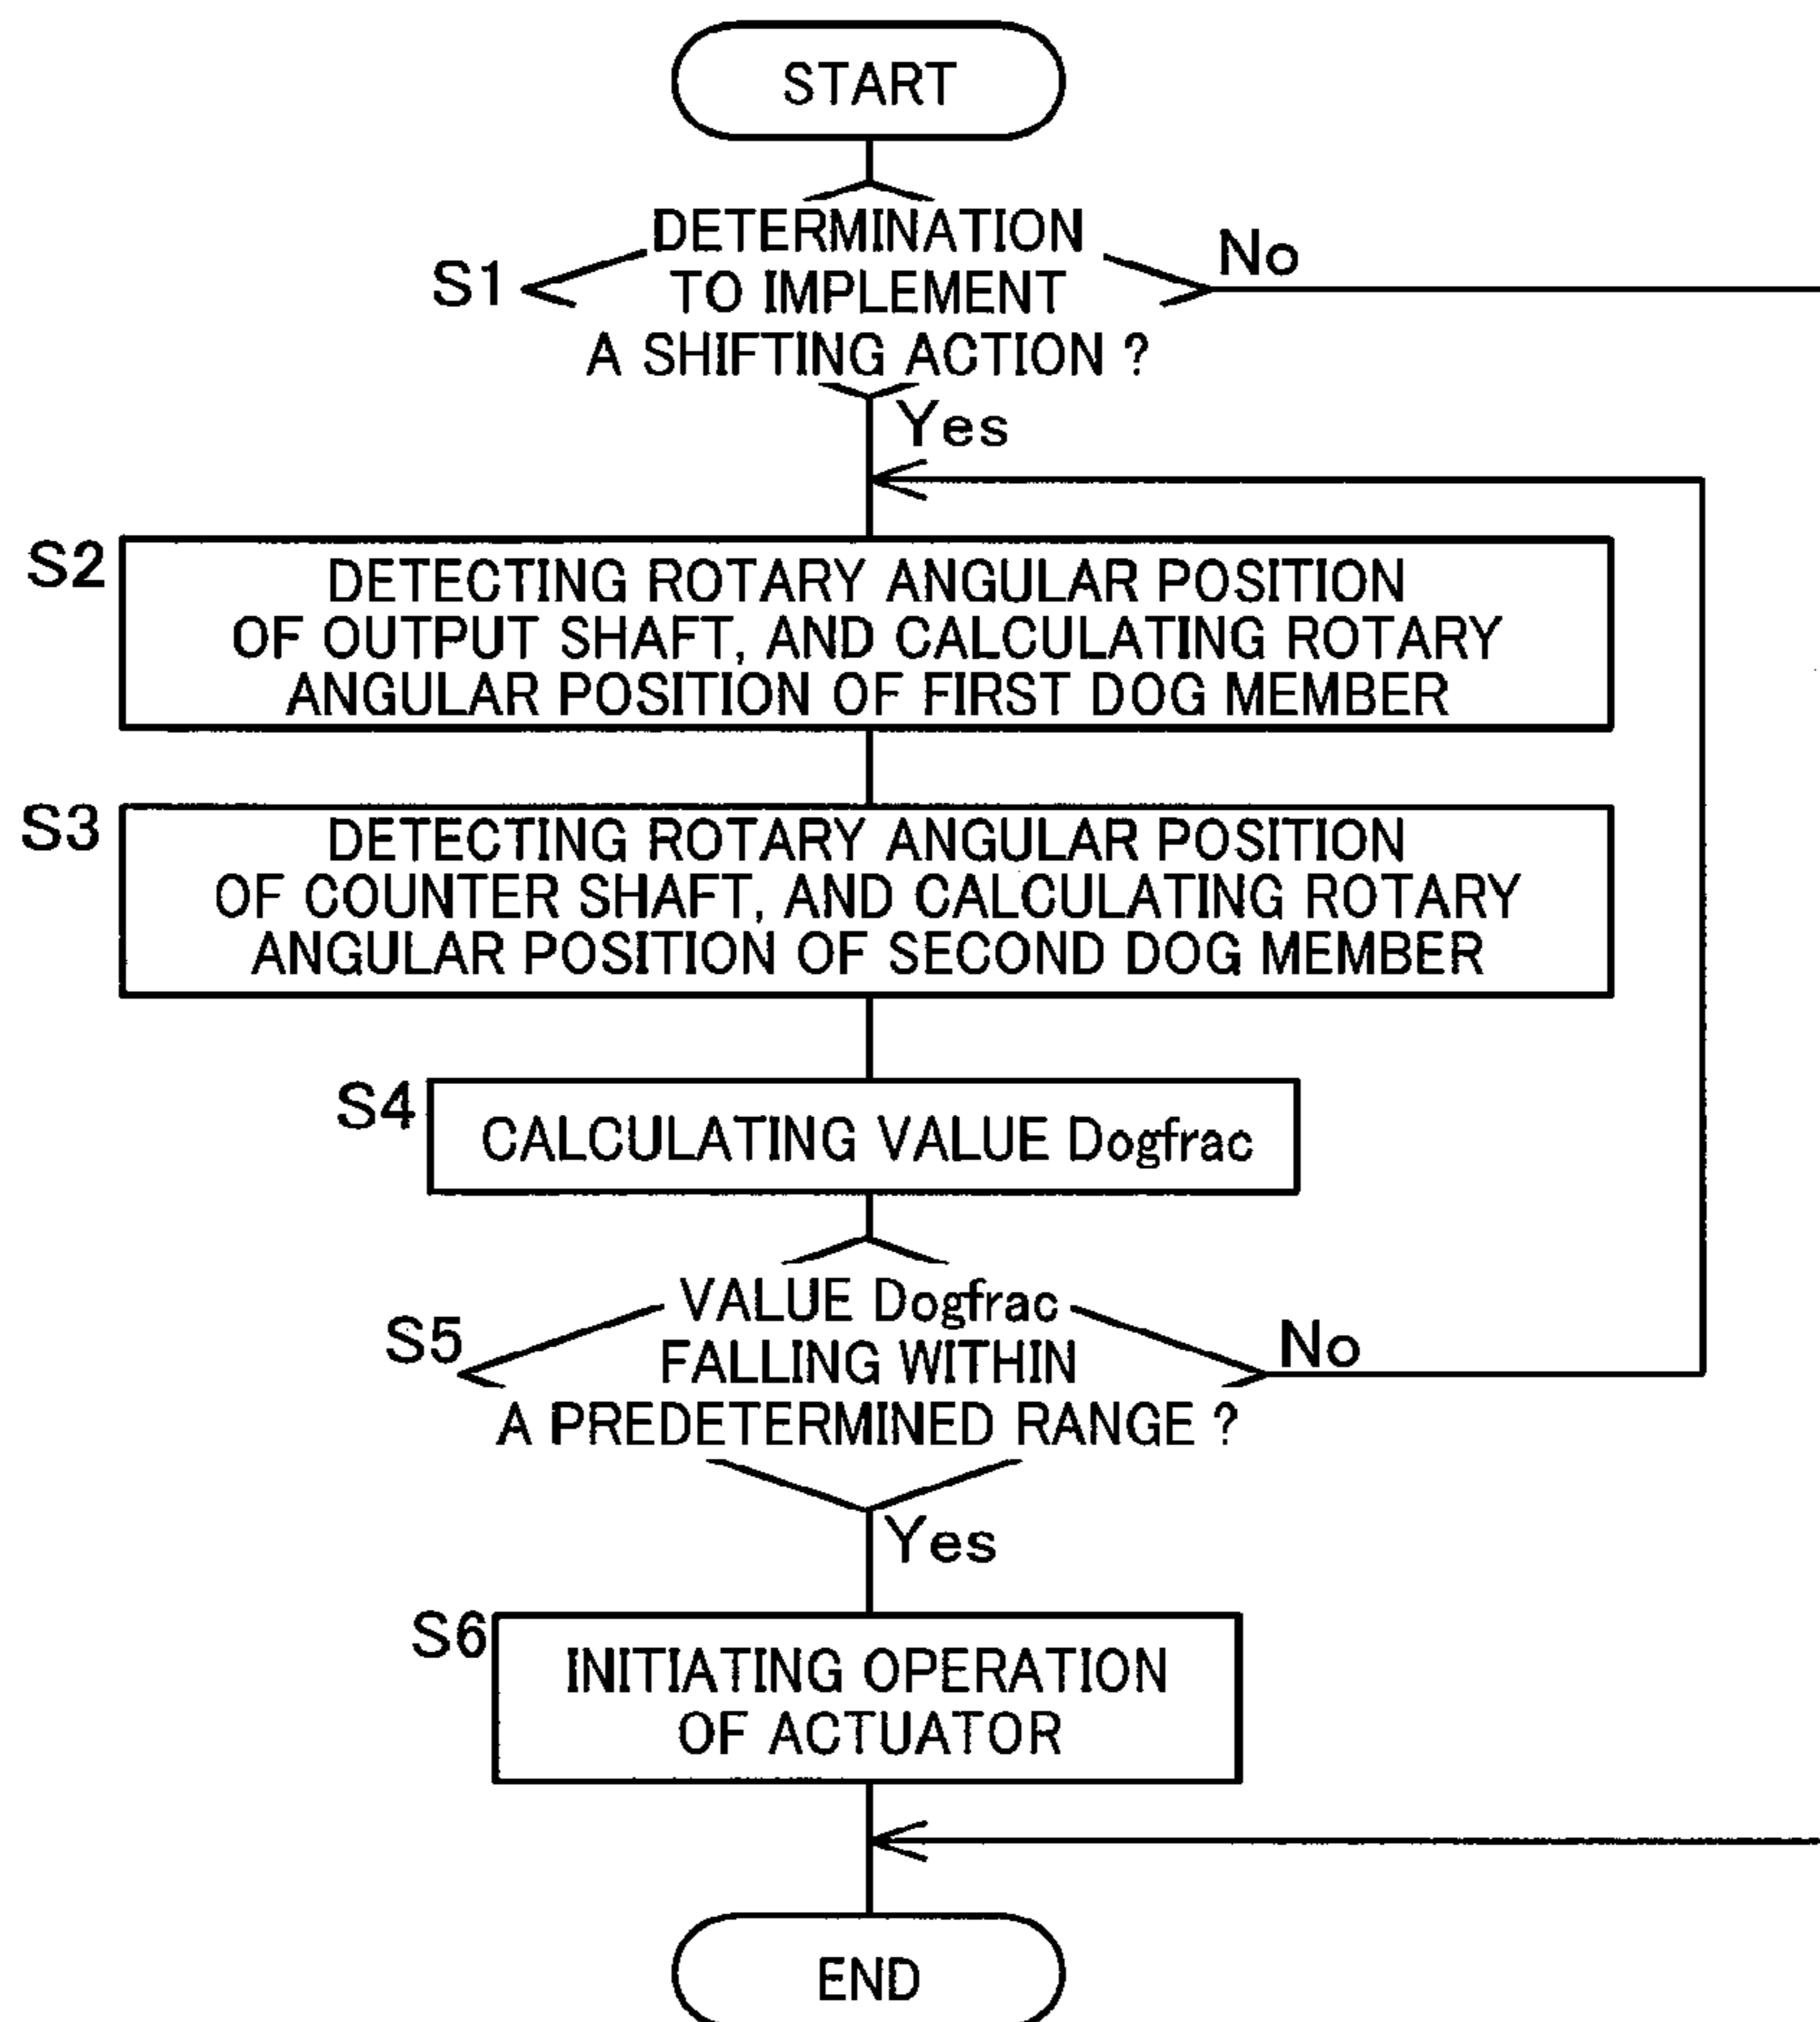 START
DETERMINATION
S1
TO IMPLEMENT
No
A SHIFTING ACTION ?
Yes
S2
DETECTING ROTARY ANGULAR POSITION
OF OUTPUT SHAFT, AND CALCULATING ROTARY
ANGULAR POSITION OF FIRST DOG MEMBER
S3
DETECTING ROTARY ANGULAR POSITION
OF COUNTER SHAFT, AND CALCULATING ROTARY
ANGULAR POSITION OF SECOND DOG MEMBER
S4
CALCULATING VALUE Dogfrac
VALUE Dogfrac
S5
FALLING WITHIN
No
A PREDETERMINED RANGE ?
Yes
S6
INITIATING OPERATION
OF ACTUATOR
END